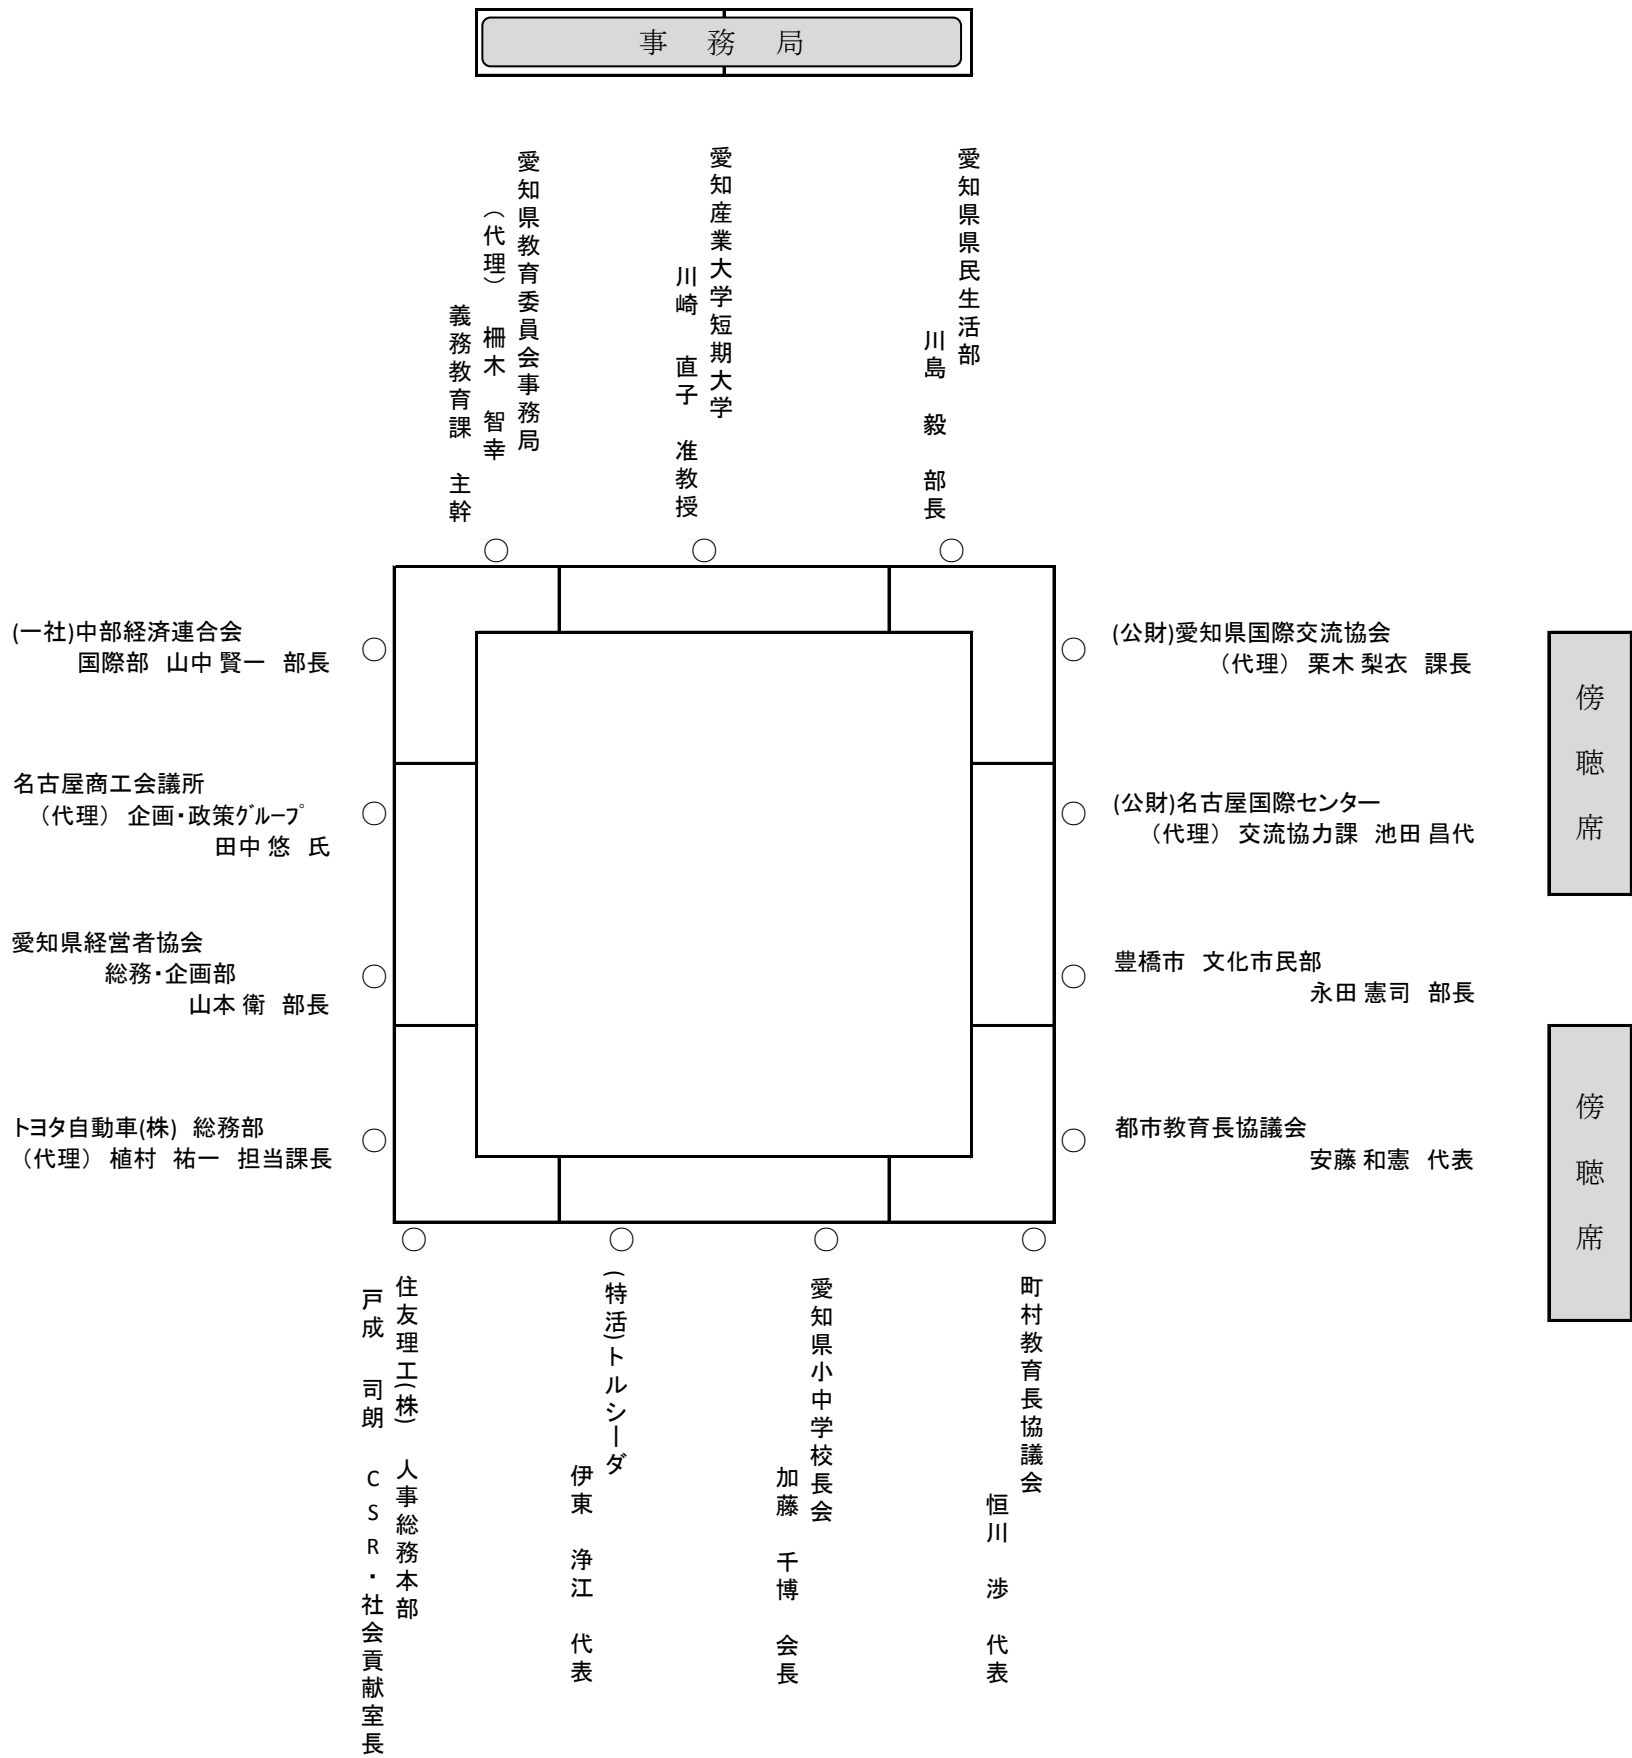 事務局
愛知県県民生活部
川島 毅 部長
愛知産業大学短期大学
川崎 直子 准教授
愛知県教育委員会事務局
（代理） 柵木 智幸
義務教育課 主幹
(一社)中部経済連合会
国際部 山中 賢一 部長
名古屋商工会議所
（代理） 企画・政策ｸﾞﾙｰﾌﾟ
田中 悠 氏
愛知県経営者協会
総務・企画部
山本 衛 部長
トヨタ自動車(株) 総務部
（代理） 植村 祐一 担当課長
(公財)愛知県国際交流協会
（代理） 栗木 梨衣 課長
(公財)名古屋国際センター
（代理） 交流協力課 池田 昌代
豊橋市 文化市民部
永田 憲司 部長
都市教育長協議会
安藤 和憲 代表
傍聴席
傍聴席
町村教育長協議会
恒川 渉 代表
愛知県小中学校長会
加藤 千博 会長
(特活)トルシーダ
伊東 浄江 代表
住友理工(株) 人事総務本部
戸成 司朗 CSR・社会貢献室長